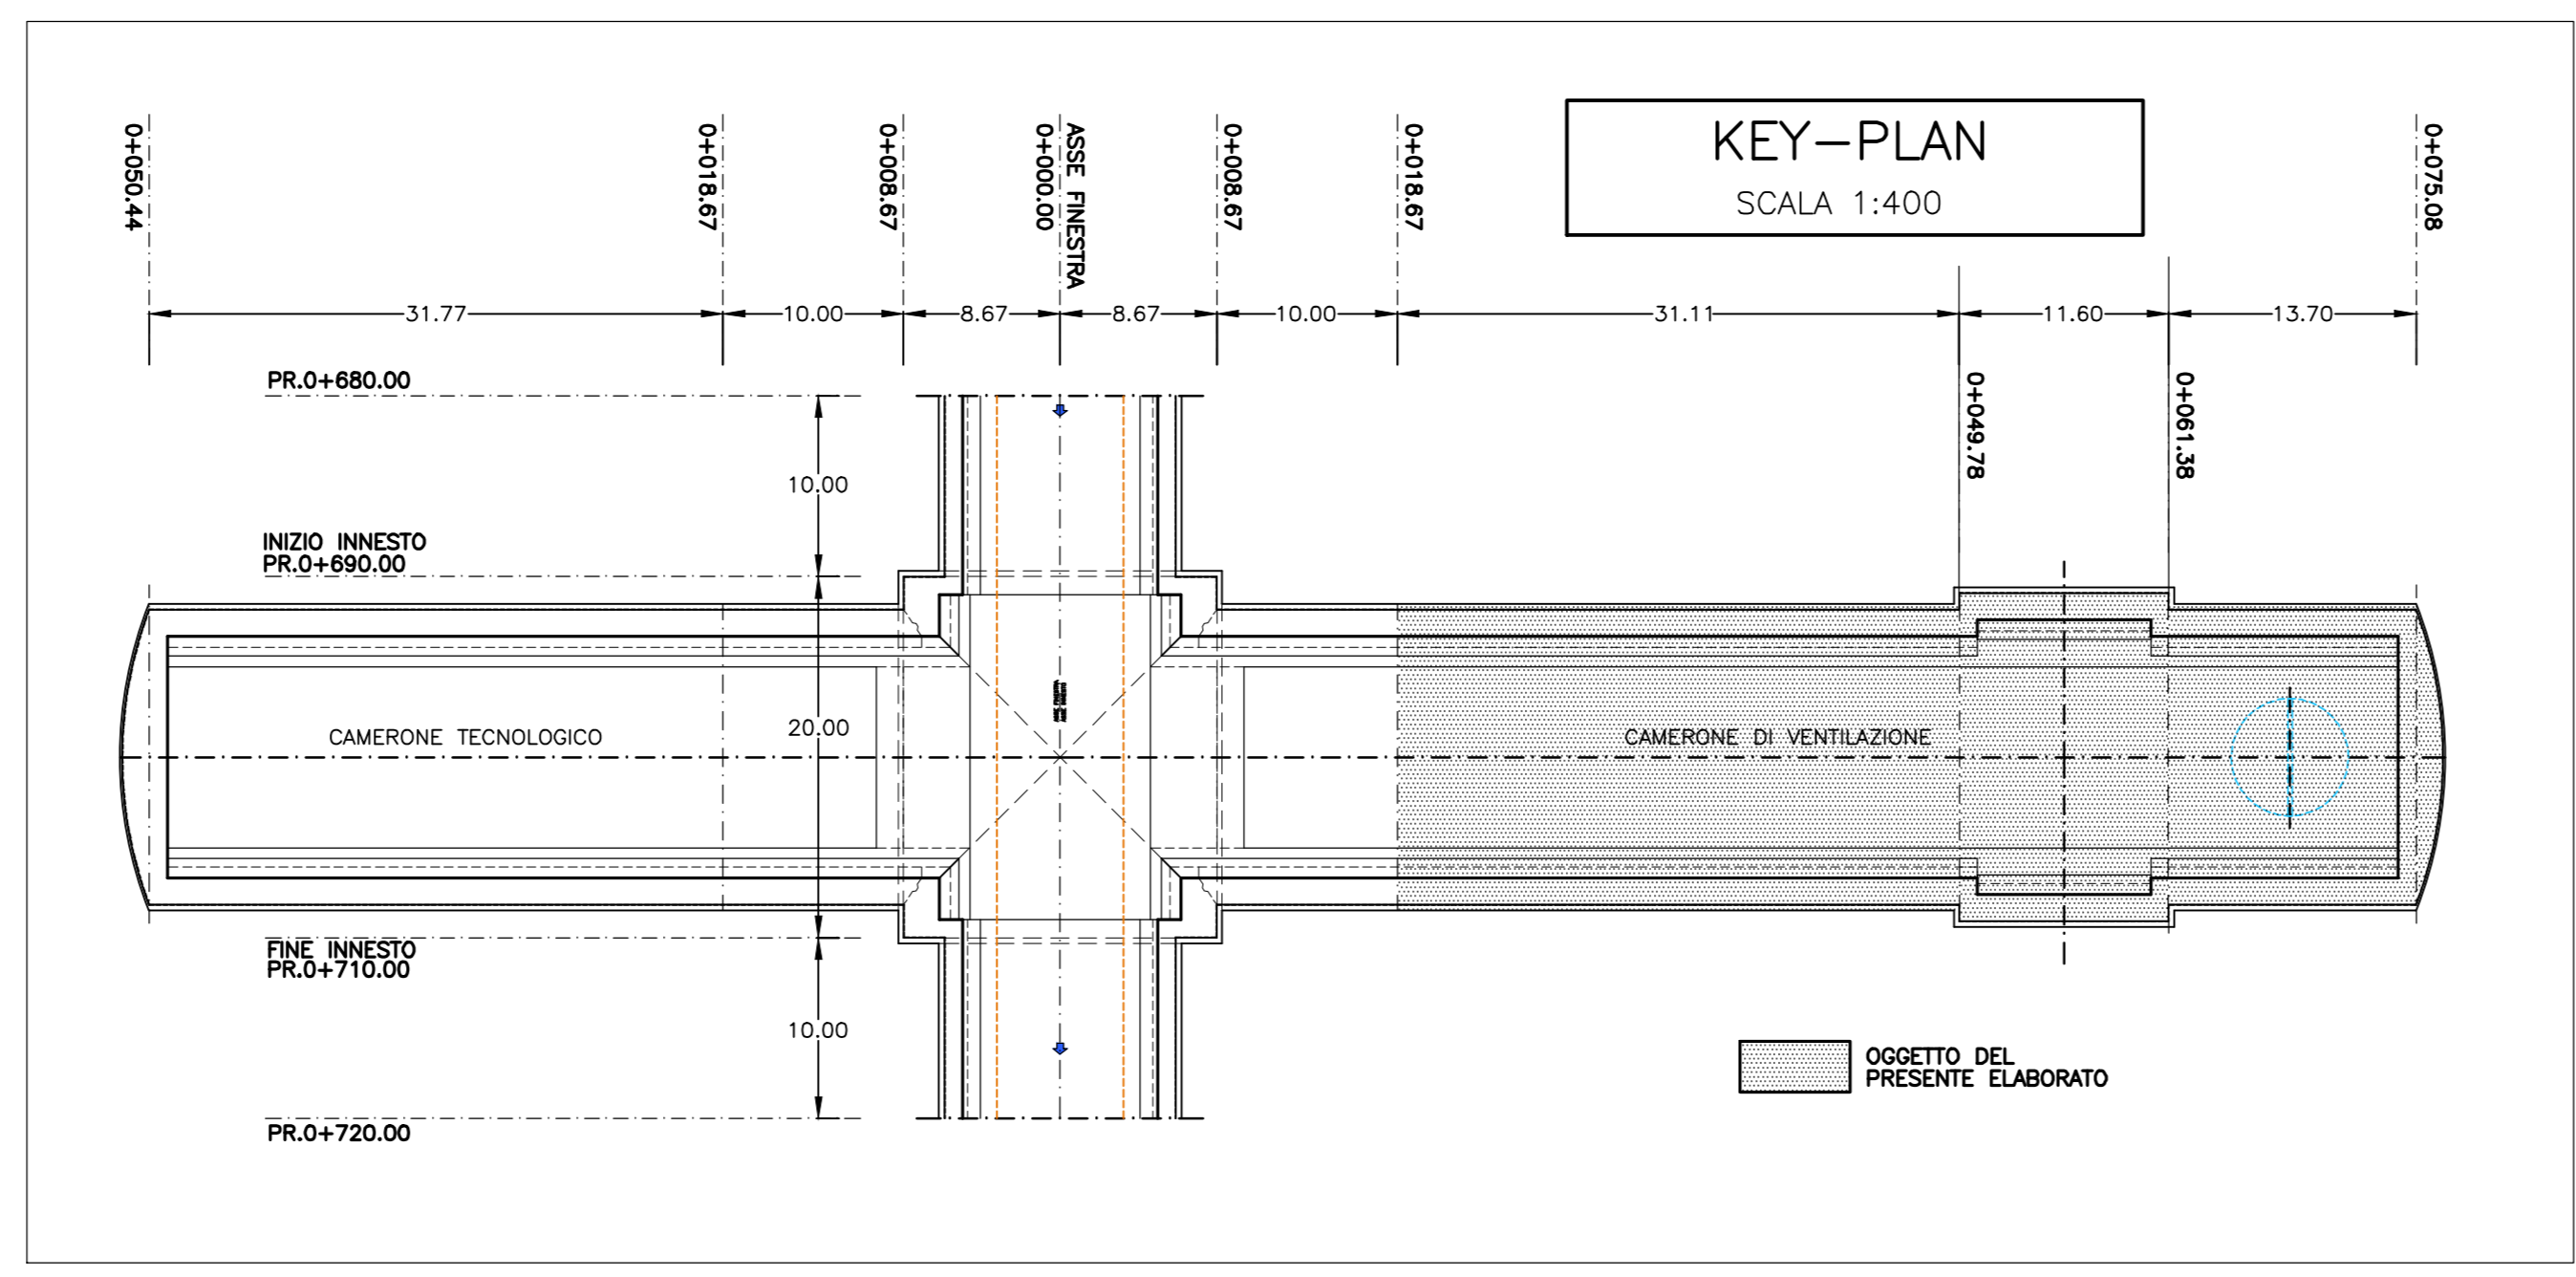 KEY-PLAN
SCALA 1:400
0+050.44
0+018.67
0+008.67
0+000.00
ASSE FINESTRA
0+008.67
0+018.67
0+075.08
31.77
10.00
8.67
8.67
10.00
31.11
11.60
13.70
0+049.78
0+061.38
PR.0+680.00
10.00
INIZIO INNESTO
PR.0+690.00
CAMERONE TECNOLOGICO
20.00
CAMERONE DI VENTILAZIONE
FINE INNESTO
PR.0+710.00
10.00
PR.0+720.00
OGGETTO DEL
PRESENTE ELABORATO